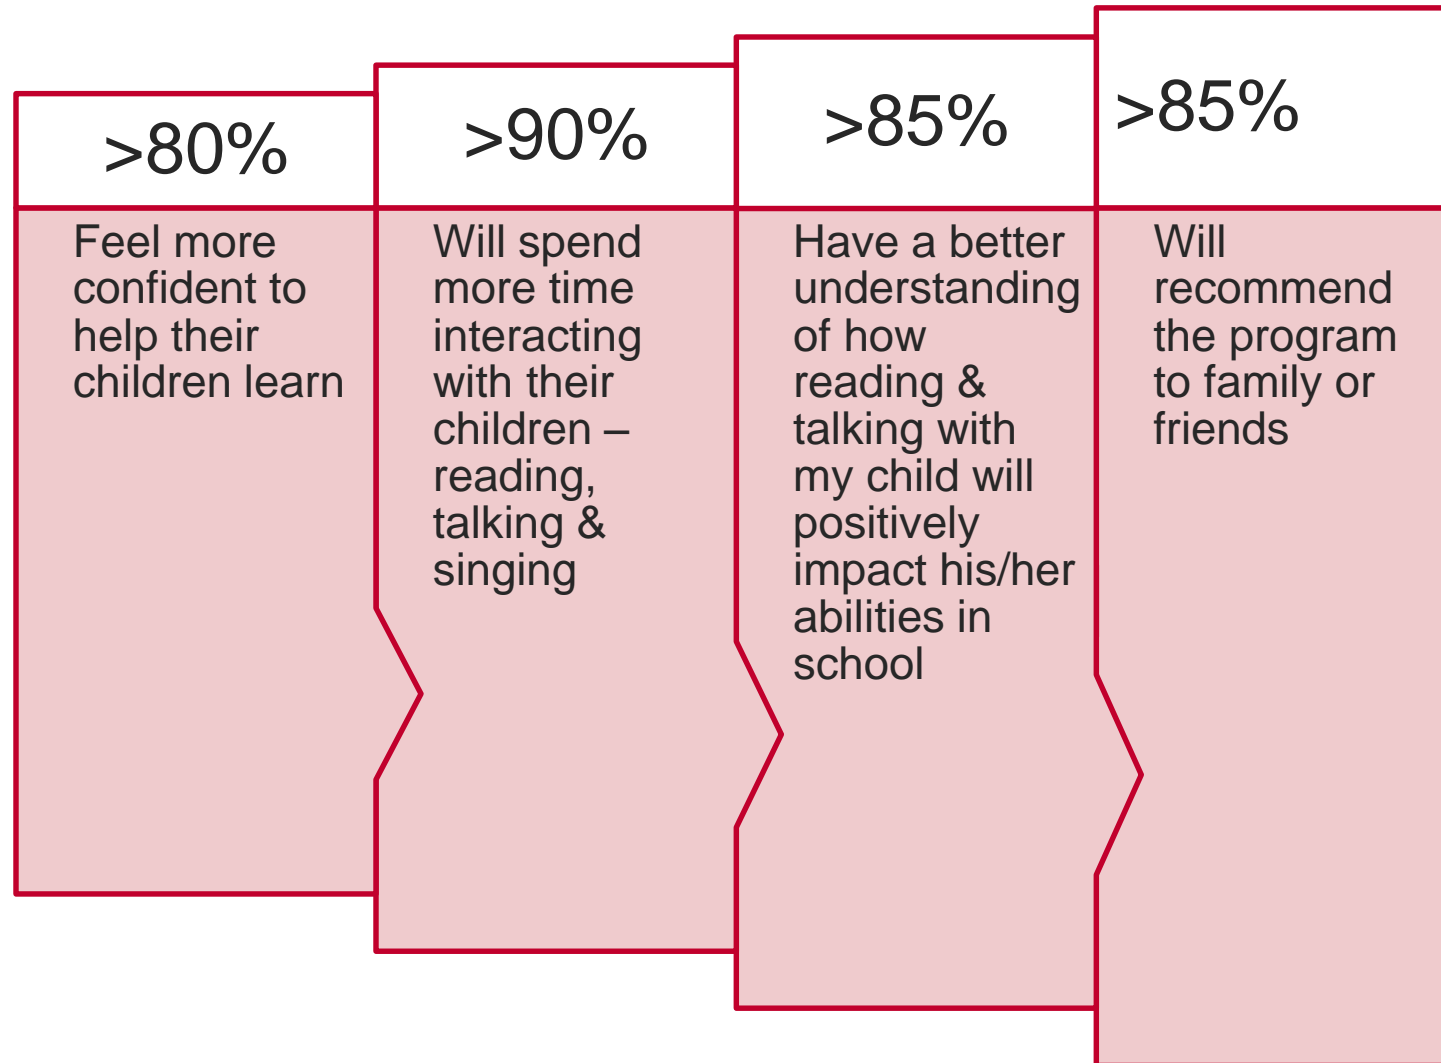 >80%
Feel more
confident to
help their
children learn
>90%
Will spend
more time
interacting
with their
children –
reading,
talking &
singing
>85%
Have a better
understanding
of how
reading &
talking with
my child will
positively
impact his/her
abilities in
school
>85%
Will
recommend
the program
to family or
friends